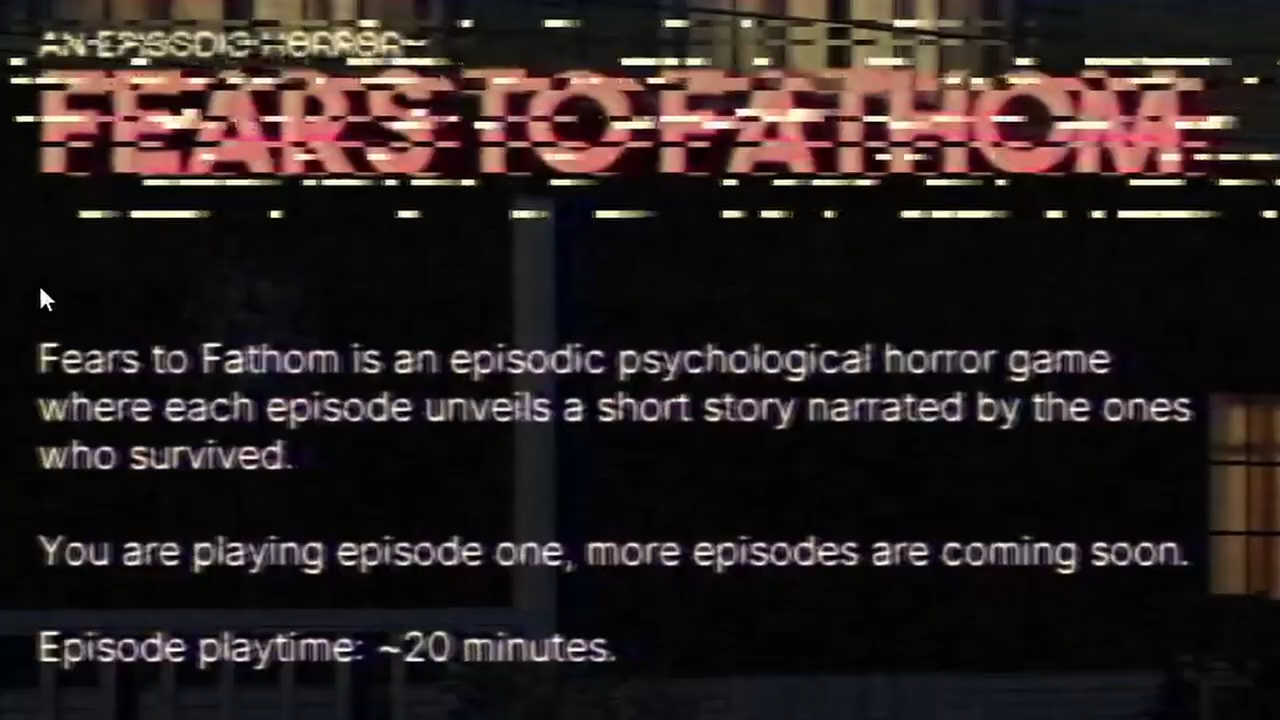 AN EPISODIC HORROR
FEARS TO FATHOM
Fears to Fathom is an episodic psychological horror game
where each episode unveils a short story narrated by the ones
who survived.
You are playing episode one, more episodes are coming soon.
Episode playtime: ~20 minutes.